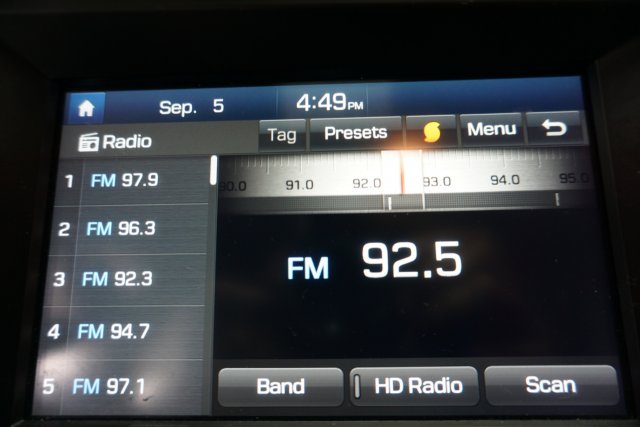 Sep. 5 4:49PM
Radio Tag Presets Menu
1 FM 97.9
2 FM 96.3
3 FM 92.3
4 FM 94.7
5 FM 97.1
91.0 92.0 93.0 94.0 95.0
FM 92.5
Band HD Radio Scan